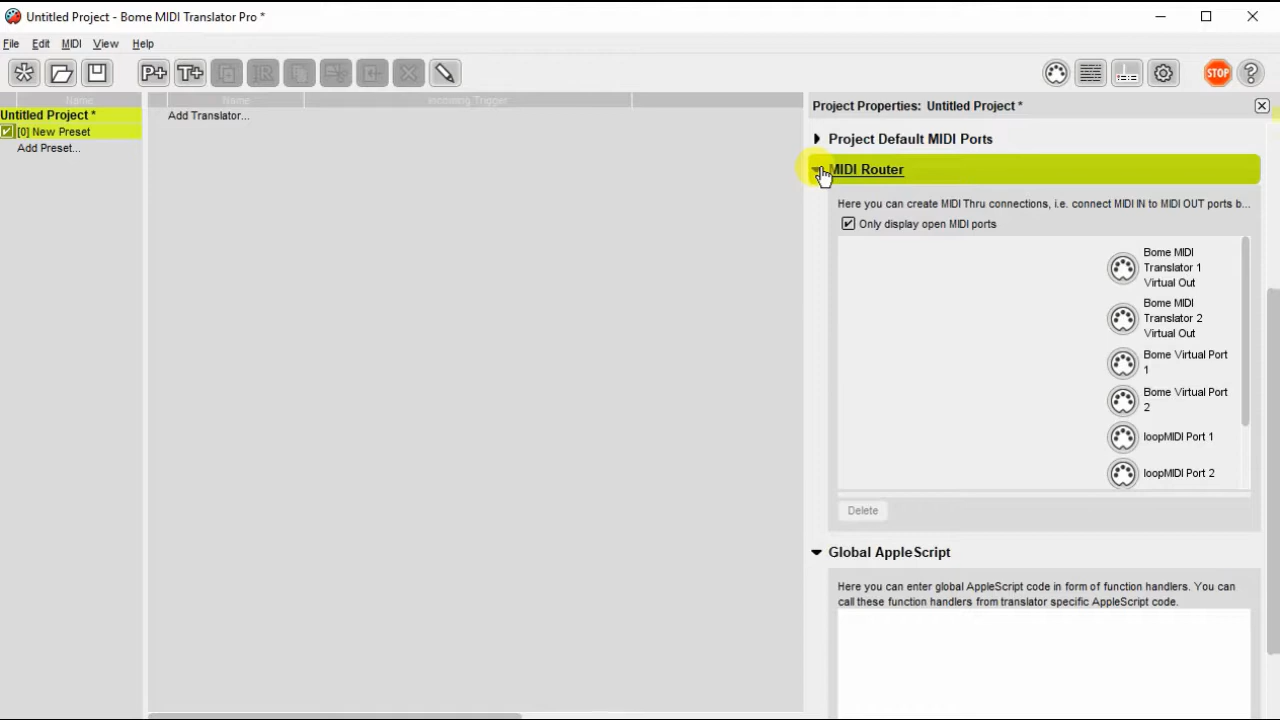 Untitled Project - Bome MIDI Translator Pro *
File Edit MIDI View Help
P+ T+ STOP ?
Name Name Incoming Trigger
Untitled Project *
[0] New Preset
Add Preset...
Add Translator...
Project Properties: Untitled Project *
Project Default MIDI Ports
MIDI Router
Here you can create MIDI Thru connections, i.e. connect MIDI IN to MIDI OUT ports b...
Only display open MIDI ports
Bome MIDI
Translator 1
Virtual Out
Bome MIDI
Translator 2
Virtual Out
Bome Virtual Port
1
Bome Virtual Port
2
loopMIDI Port 1
loopMIDI Port 2
Delete
Global AppleScript
Here you can enter global AppleScript code in form of function handlers. You can
call these function handlers from translator specific AppleScript code.